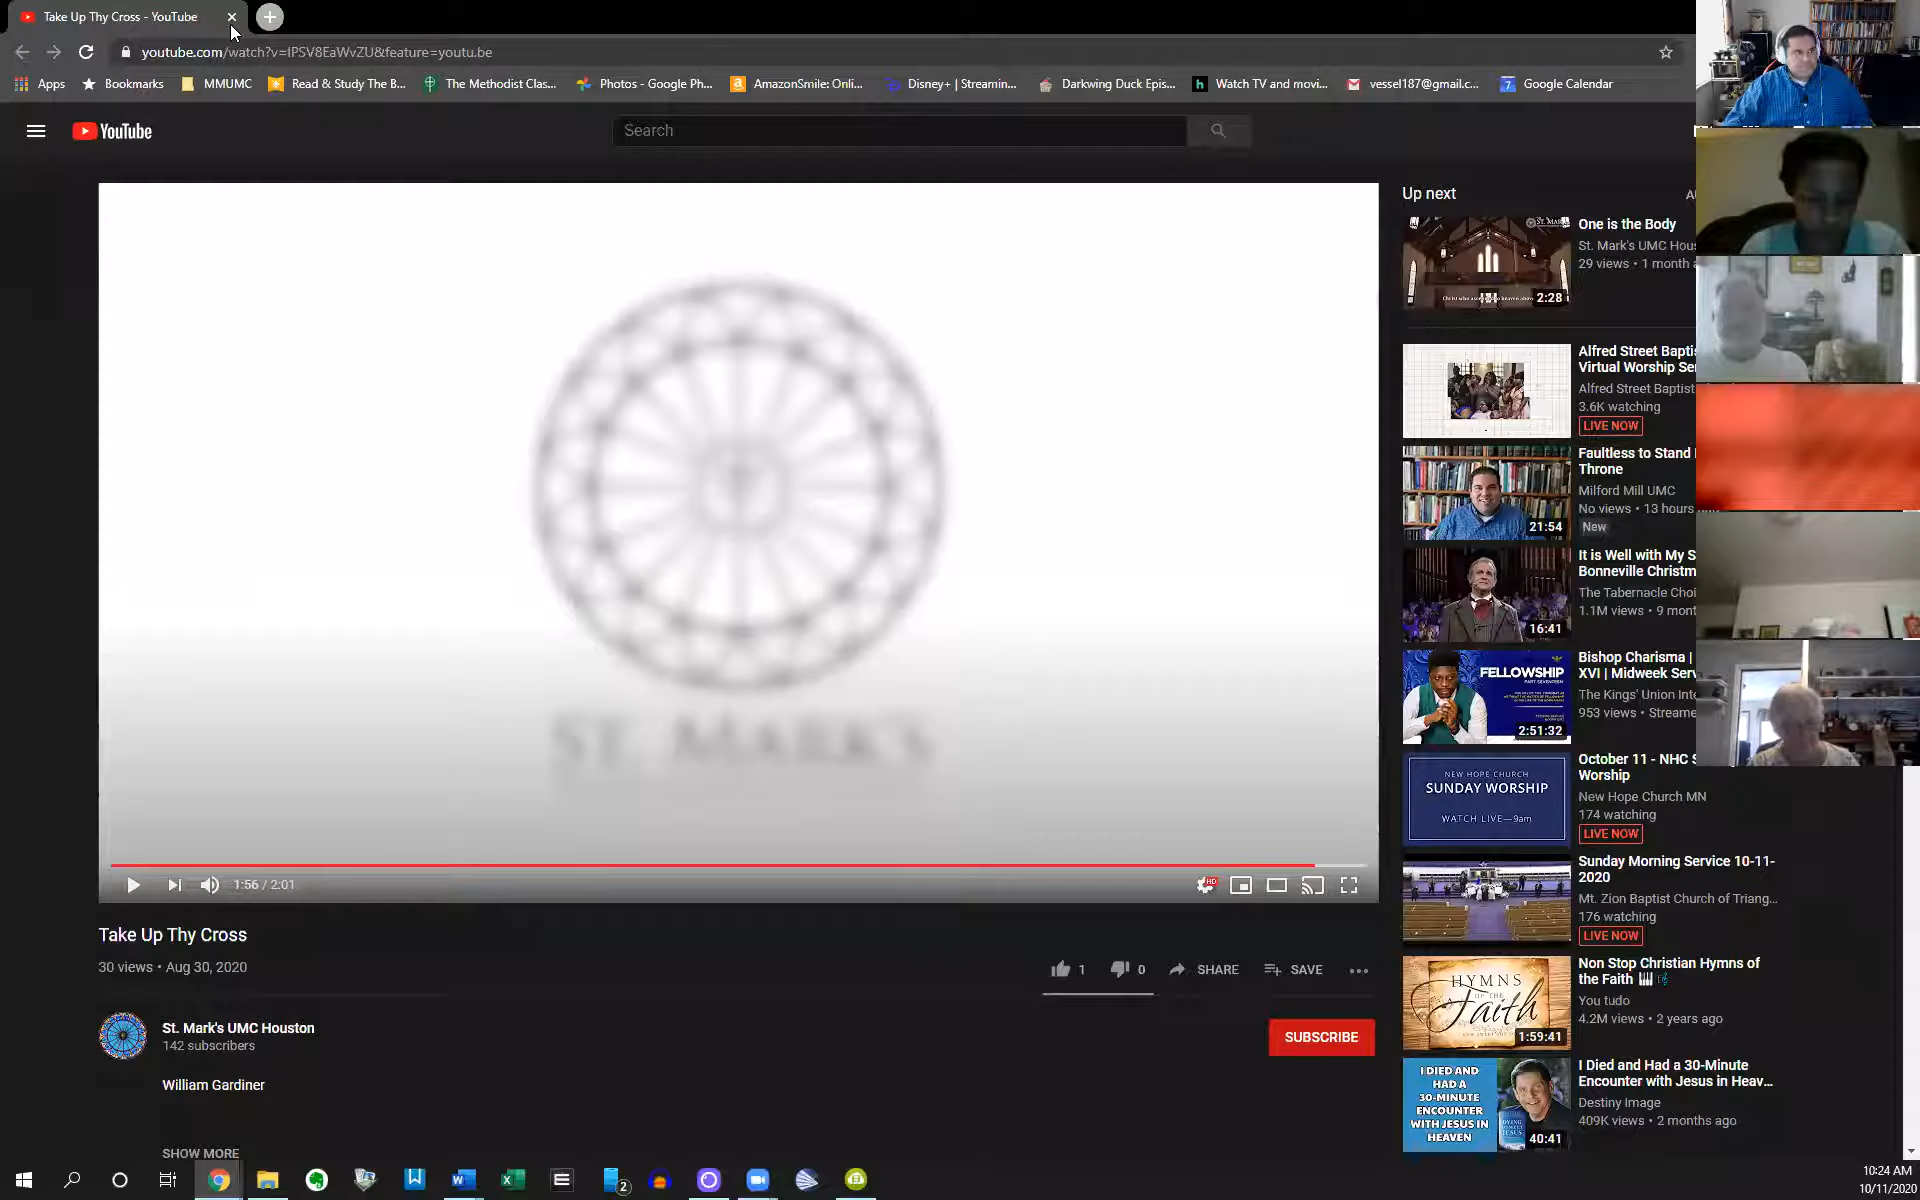 Take Up Thy Cross - YouTube
youtube.com/watch?v=IPSV8EaWvZU&feature=youtu.be
Apps
Bookmarks
MMUMC
Read & Study The B...
The Methodist Clas...
Photos - Google Ph...
AmazonSmile: Onli...
Disney+ | Streamin...
Darkwing Duck Epis...
Watch TV and movi...
vessel187@gmail.c...
Google Calendar
YouTube
Search
ST. MARK'S
1:56 / 2:01
HD
Take Up Thy Cross
30 views • Aug 30, 2020
1
0
SHARE
SAVE
St. Mark's UMC Houston
142 subscribers
SUBSCRIBE
William Gardiner
SHOW MORE
Up next
One is the Body
St. Mark's UMC Hou
29 views • 1 month a
2:28
Alfred Street Bapti
Virtual Worship Se
Alfred Street Baptist
3.6K watching
LIVE NOW
Faultless to Stand
Throne
Milford Mill UMC
No views • 13 hours
New
21:54
It is Well with My S
Bonneville Christm
The Tabernacle Choi
1.1M views • 9 mont
16:41
FELLOWSHIP
PART SEVENTEEN
Bishop Charisma |
XVI | Midweek Serv
The Kings' Union Inte
953 views • Streame
2:51:32
NEW HOPE CHURCH
SUNDAY WORSHIP
WATCH LIVE—9am
October 11 - NHC S
Worship
New Hope Church MN
174 watching
LIVE NOW
Sunday Morning Service 10-11-
2020
Mt. Zion Baptist Church of Triang...
176 watching
LIVE NOW
HYMNS
of the
Faith
1:59:41
Non Stop Christian Hymns of
the Faith
You tudo
4.2M views • 2 years ago
I DIED AND
HAD A
30-MINUTE
ENCOUNTER
WITH JESUS IN
HEAVEN
40:41
I Died and Had a 30-Minute
Encounter with Jesus in Heav...
Destiny Image
409K views • 2 months ago
2
10:24 AM
10/11/2020